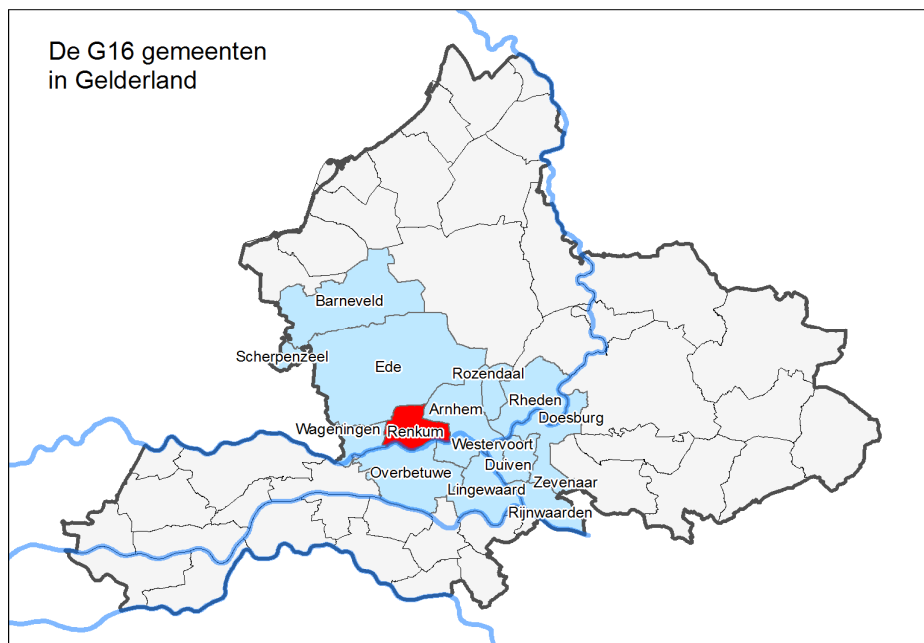 De G16 gemeenten
in Gelderland
Barneveld
Scherpenzeel
Ede
Rozendaal
Rheden
Arnhem
Doesburg
Wageningen
Renkum
Westervoort
Overbetuwe
Duiven
Zevenaar
Lingewaard
Rijnwaarden